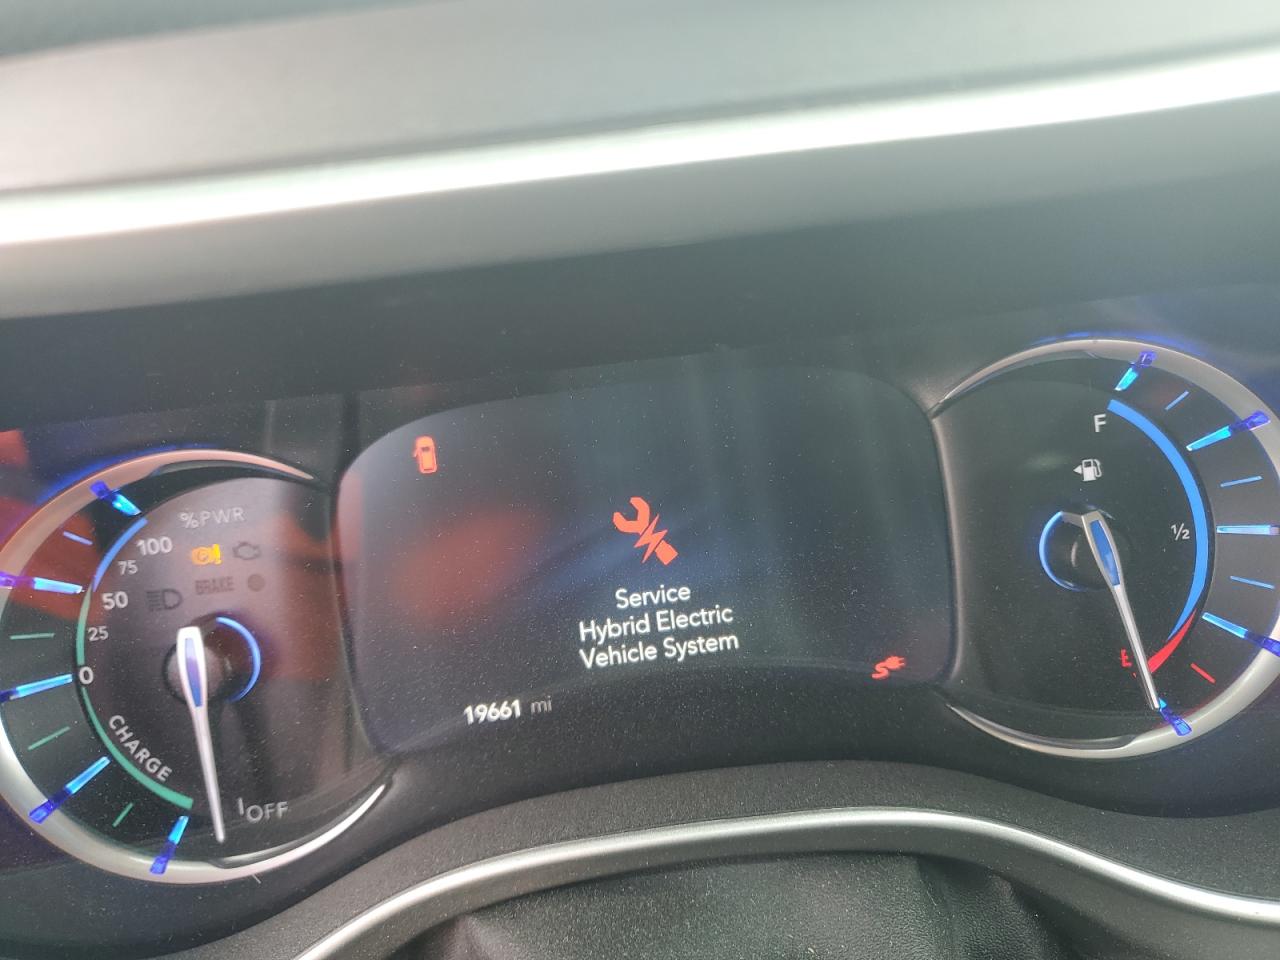 %PWR
100
75
50
25
0
CHARGE
OFF
BRAKE
Service
Hybrid Electric
Vehicle System
19661 mi
F
½
E